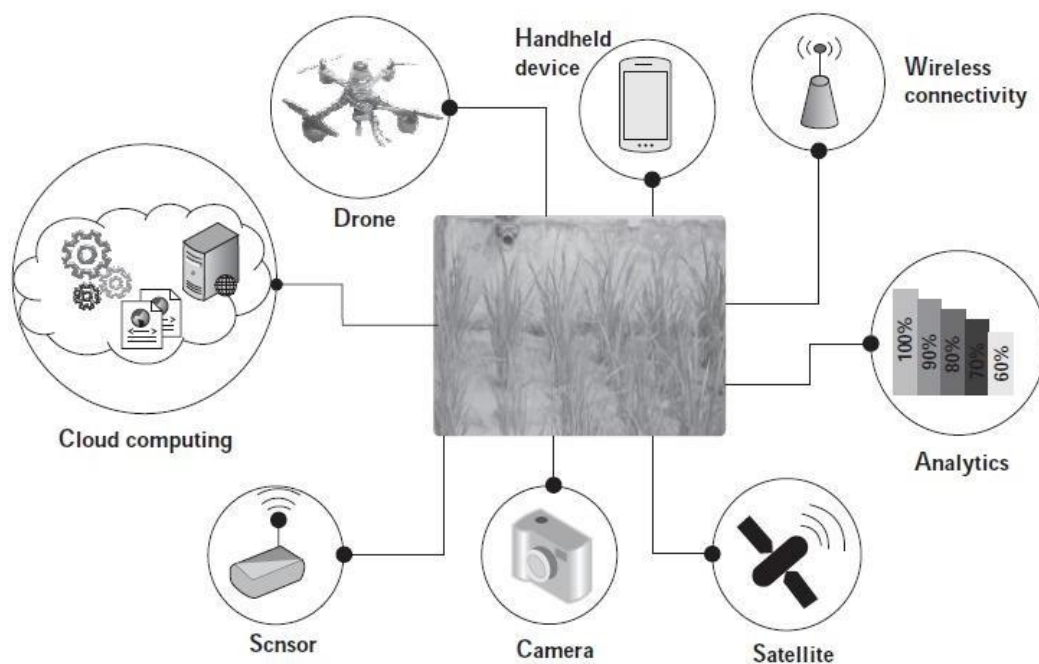 Handheld
device
Wireless
connectivity
Drone
100%
90%
80%
70%
60%
Cloud computing
Analytics
Scnsor
Camera
Satellite